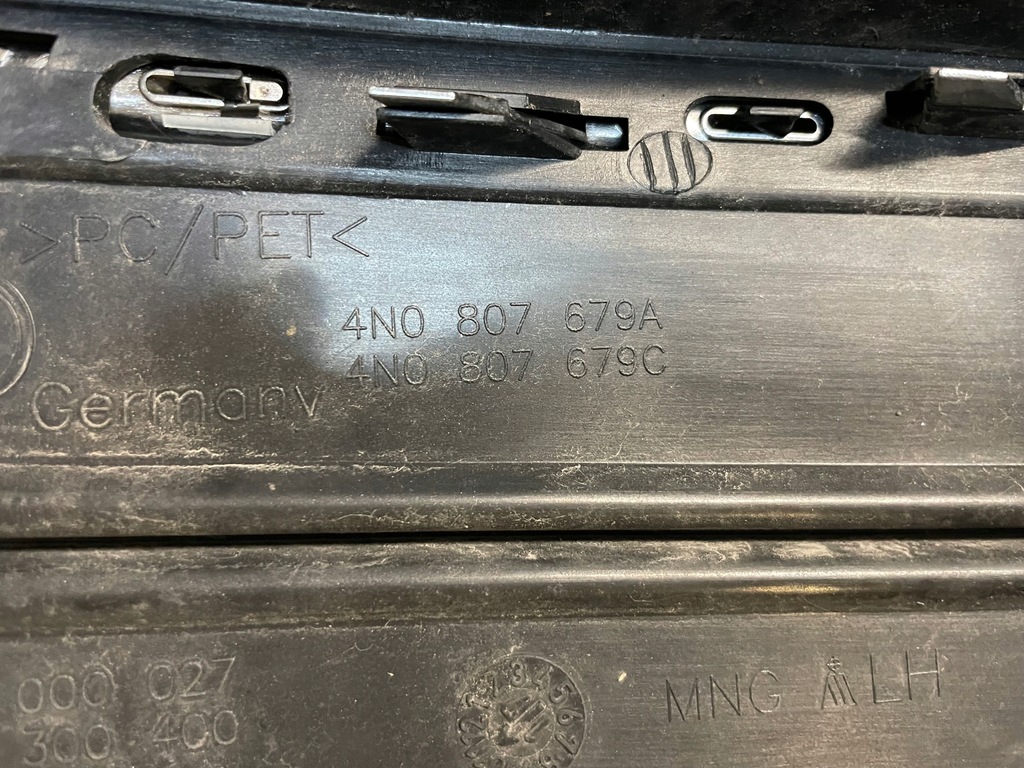 >PC/PET<
4N0 807 679A
4N0 807 679C
Germany
000 027
300 400
MNG LH